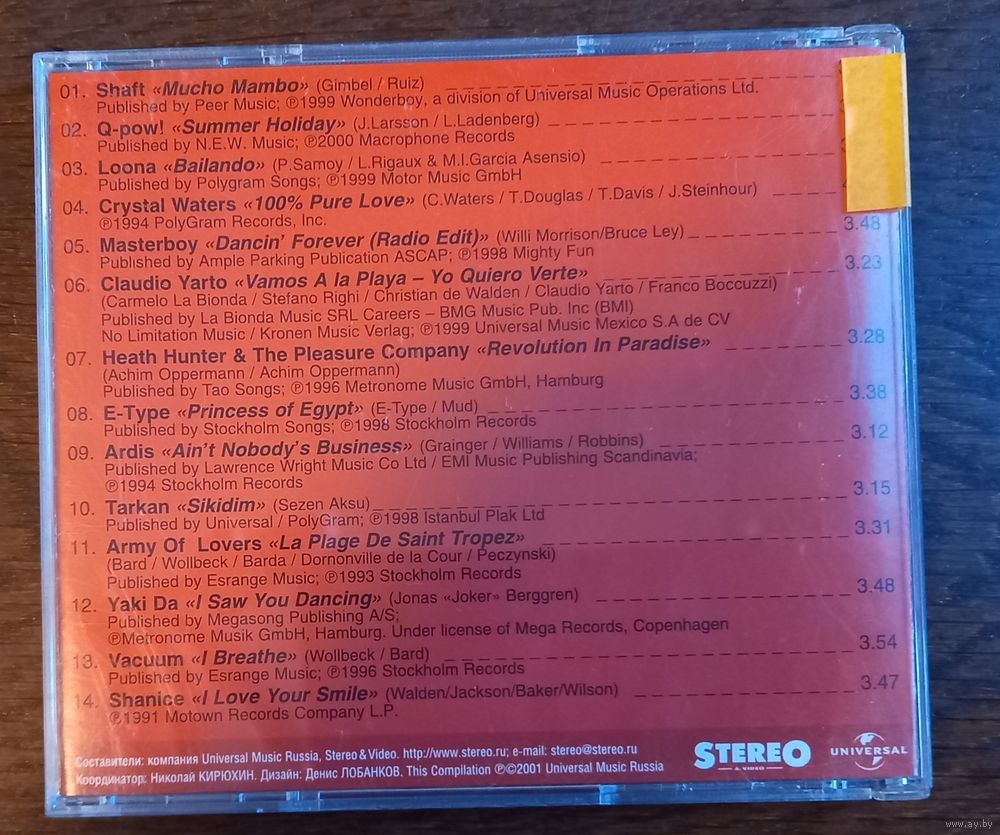 01. Shaft «Mucho Mambo» (Gimbel / Ruiz)
Published by Peer Music; ℗1999 Wonderboy, a division of Universal Music Operations Ltd.
02. Q-pow! «Summer Holiday» (J.Larsson / L.Ladenberg)
Published by N.E.W. Music; ℗2000 Macrophone Records
03. Loona «Bailando» (P.Samoy / L.Rigaux & M.I.Garcia Asensio)
Published by Polygram Songs; ℗1999 Motor Music GmbH
04. Crystal Waters «100% Pure Love» (C.Waters / T.Douglas / T.Davis / J.Steinhour)
℗1994 PolyGram Records, Inc.
05. Masterboy «Dancin' Forever (Radio Edit)» (Willi Morrison/Bruce Ley) 3.48
Published by Ample Parking Publication ASCAP; ℗1998 Mighty Fun
06. Claudio Yarto «Vamos A la Playa – Yo Quiero Verte» 3.23
(Carmelo La Bionda / Stefano Righi / Christian de Walden / Claudio Yarto / Franco Boccuzzi)
Published by La Bionda Music SRL Careers – BMG Music Pub. Inc (BMI)
No Limitation Music / Kronen Music Verlag; ℗1999 Universal Music Mexico S.A de CV
07. Heath Hunter & The Pleasure Company «Revolution In Paradise» 3.28
(Achim Oppermann / Achim Oppermann)
Published by Tao Songs; ℗1996 Metronome Music GmbH, Hamburg
08. E-Type «Princess of Egypt» (E-Type / Mud) 3.38
Published by Stockholm Songs; ℗1998 Stockholm Records
09. Ardis «Ain't Nobody's Business» (Grainger / Williams / Robbins) 3.12
Published by Lawrence Wright Music Co Ltd / EMI Music Publishing Scandinavia;
℗1994 Stockholm Records
10. Tarkan «Sikidim» (Sezen Aksu) 3.15
Published by Universal / PolyGram; ℗1998 Istanbul Plak Ltd
11. Army Of Lovers «La Plage De Saint Tropez» 3.31
(Bard / Wollbeck / Barda / Dornonville de la Cour / Peczynski)
Published by Esrange Music; ℗1993 Stockholm Records
12. Yaki Da «I Saw You Dancing» (Jonas «Joker» Berggren) 3.48
Published by Megasong Publishing A/S;
℗Metronome Musik GmbH, Hamburg. Under license of Mega Records, Copenhagen
13. Vacuum «I Breathe» (Wollbeck / Bard) 3.54
Published by Esrange Music; ℗1996 Stockholm Records
14. Shanice «I Love Your Smile» (Walden/Jackson/Baker/Wilson) 3.47
℗1991 Motown Records Company L.P.
Составители: компания Universal Music Russia, Stereo & Video. http://www.stereo.ru; e-mail: stereo@stereo.ru
Координатор: Николай КИРЮХИН. Дизайн: Денис ЛОБАНКОВ. This Compilation ℗©2001 Universal Music Russia
STEREO
& VIDEO
UNIVERSAL
www.ay.by